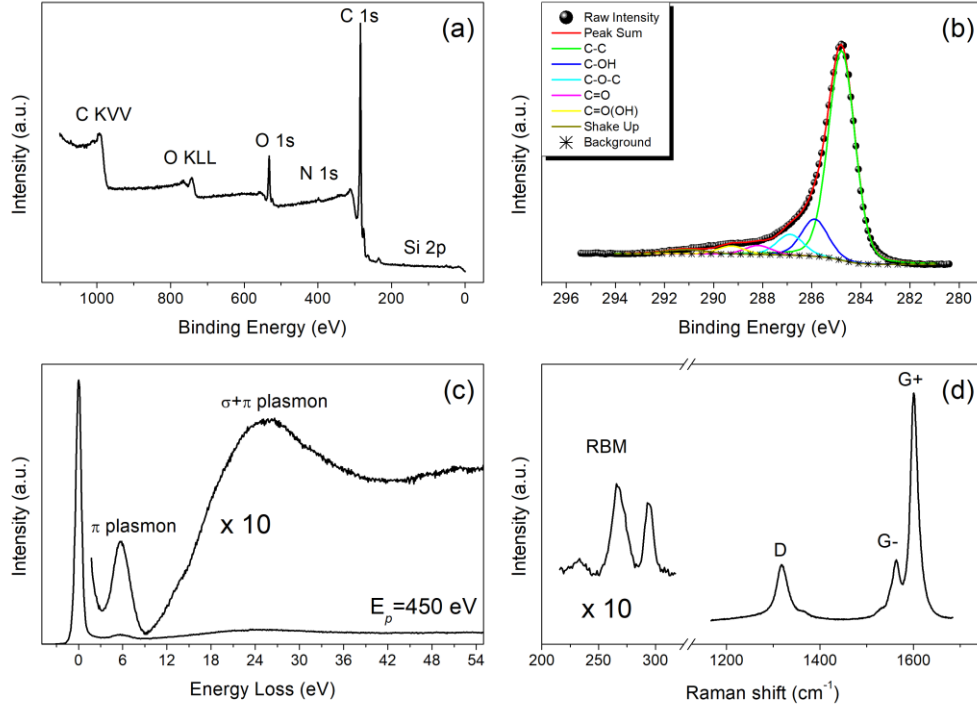 (a)
C 1s
C KVV
O KLL
O 1s
N 1s
Si 2p
Intensity (a.u.)
1000 800 600 400 200 0
Binding Energy (eV)
(b)
Raw Intensity
Peak Sum
C-C
C-OH
C-O-C
C=O
C=O(OH)
Shake Up
Background
Intensity (a.u.)
296 294 292 290 288 286 284 282 280
Binding Energy (eV)
(c)
σ+π plasmon
π plasmon
x 10
E_p=450 eV
Intensity (a.u.)
0 6 12 18 24 30 36 42 48 54
Energy Loss (eV)
(d)
G+
RBM
D
G-
x 10
Intensity (a.u.)
200 250 300 1200 1400 1600
Raman shift (cm⁻¹)